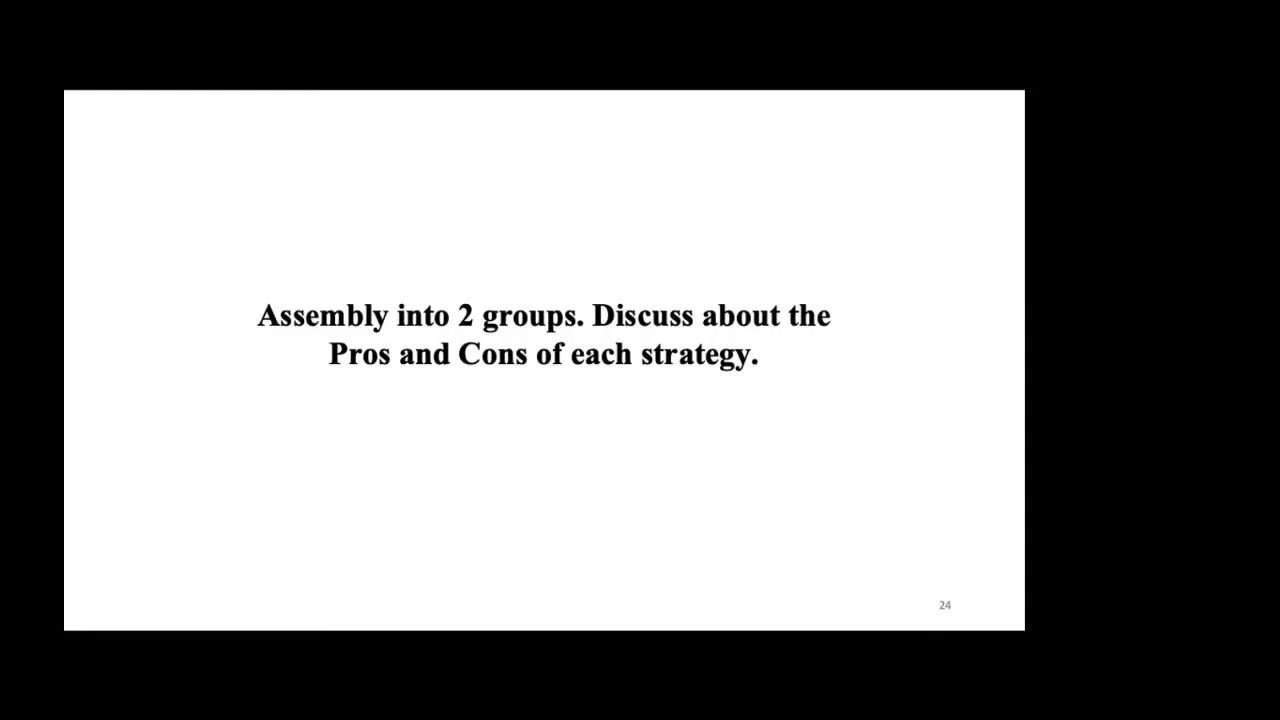 Assembly into 2 groups. Discuss about the
Pros and Cons of each strategy.
24